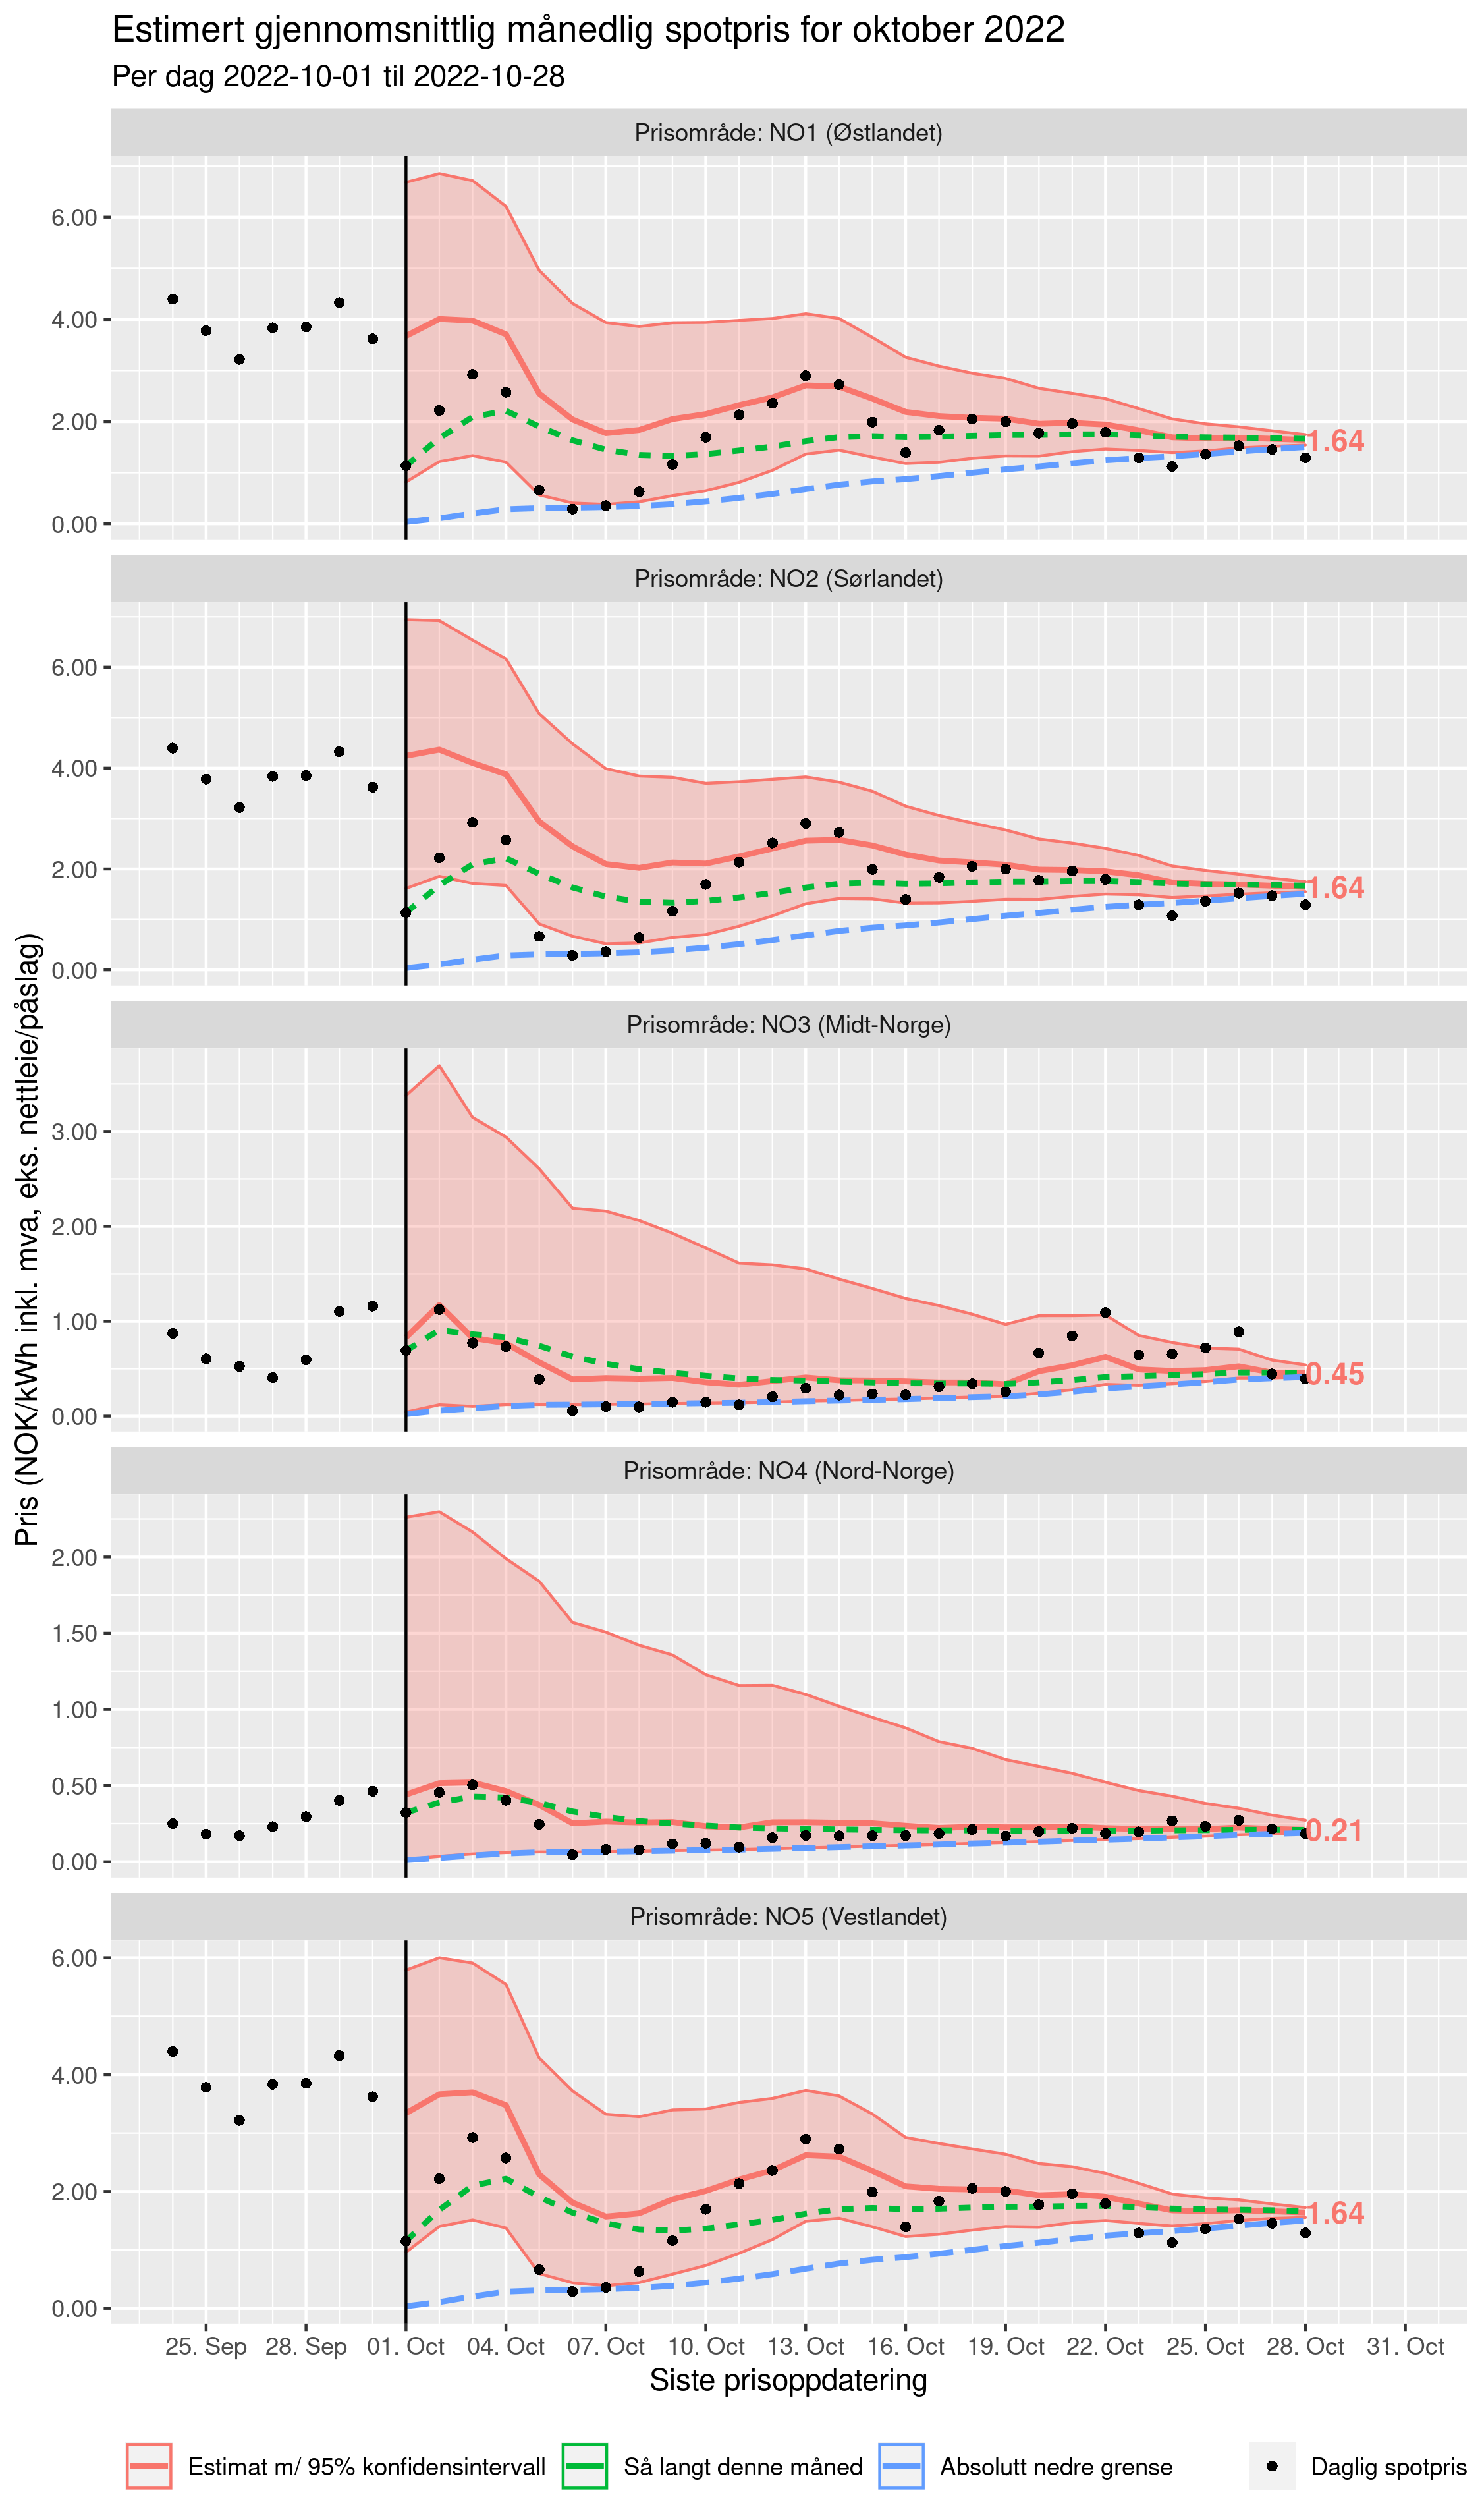 Estimert gjennomsnittlig månedlig spotpris for oktober 2022
Per dag 2022-10-01 til 2022-10-28
Pris (NOK/kWh inkl. mva, eks. nettleie/påslag)
Prisområde: NO1 (Østlandet)
6.00
4.00
2.00
0.00
1.64
Prisområde: NO2 (Sørlandet)
6.00
4.00
2.00
0.00
1.64
Prisområde: NO3 (Midt-Norge)
3.00
2.00
1.00
0.00
0.45
Prisområde: NO4 (Nord-Norge)
2.00
1.50
1.00
0.50
0.00
0.21
Prisområde: NO5 (Vestlandet)
6.00
4.00
2.00
0.00
1.64
25. Sep 28. Sep 01. Oct 04. Oct 07. Oct 10. Oct 13. Oct 16. Oct 19. Oct 22. Oct 25. Oct 28. Oct 31. Oct
Siste prisoppdatering
Estimat m/ 95% konfidensintervall Så langt denne måned Absolutt nedre grense Daglig spotpris